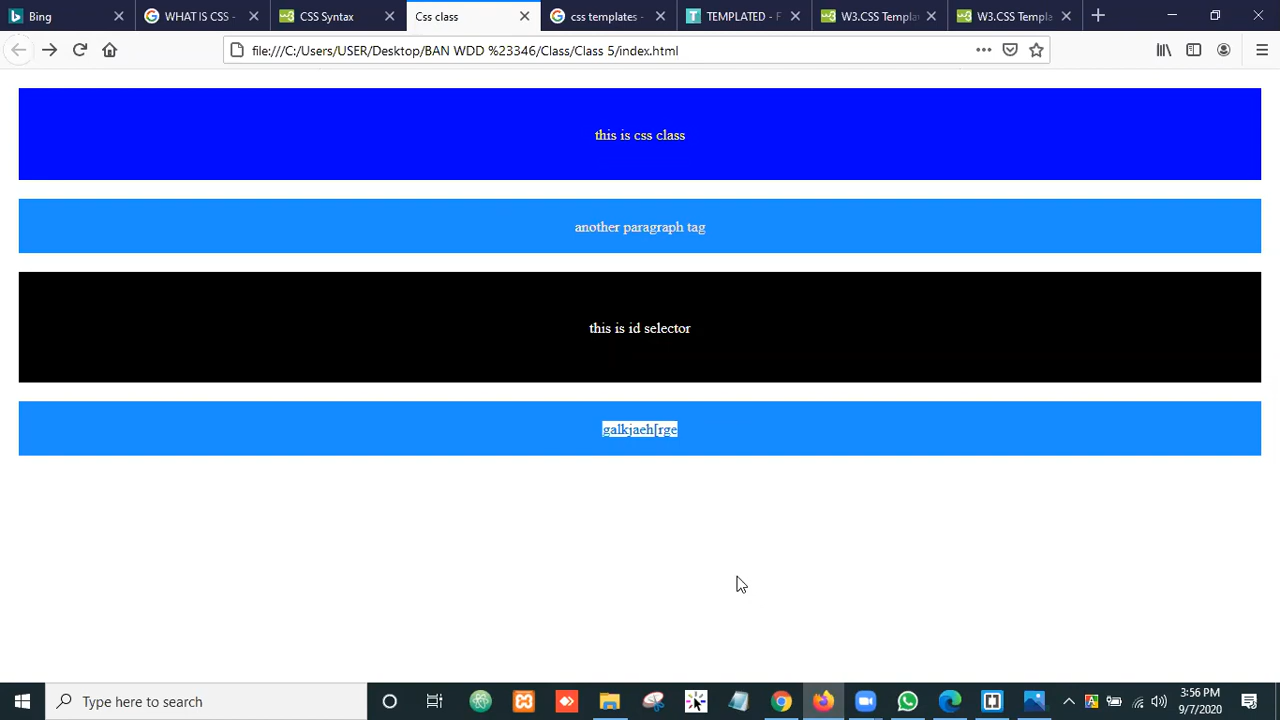 Bing
WHAT IS CSS -
CSS Syntax
Css class
css templates -
TEMPLATED - F
W3.CSS Templa
W3.CSS Templa
file:///C:/Users/USER/Desktop/BAN WDD %23346/Class/Class 5/index.html
this is css class
another paragraph tag
this is id selector
galkjaeh[rge
Type here to search
3:56 PM
9/7/2020